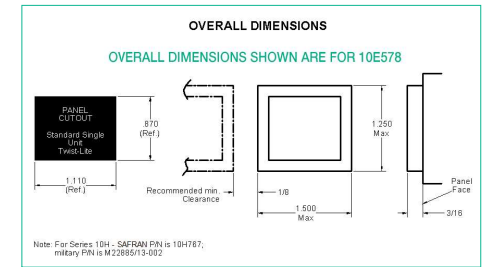 OVERALL DIMENSIONS
OVERALL DIMENSIONS SHOWN ARE FOR 10E578
PANEL
CUTOUT
Standard Single
Unit
Twist-Lite
.870
(Ref.)
1.110
(Ref.)
Recommended min.
Clearance
1/8
1.500
Max
1.250
Max
Panel
Face
3/16
Note: For Series 10H - SAFRAN P/N is 10H767;
military P/N is M22885/13-002